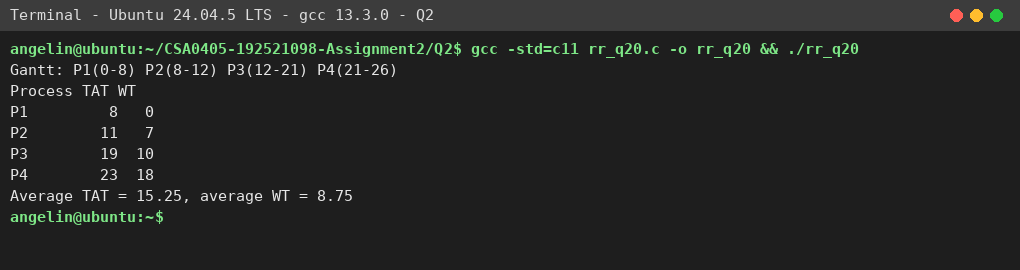 Terminal - Ubuntu 24.04.5 LTS - gcc 13.3.0 - Q2
angelin@ubuntu:~/CSA0405-192521098-Assignment2/Q2$ gcc -std=c11 rr_q20.c -o rr_q20 && ./rr_q20
Gantt: P1(0-8) P2(8-12) P3(12-21) P4(21-26)
Process TAT WT
P1         8   0
P2        11   7
P3        19  10
P4        23  18
Average TAT = 15.25, average WT = 8.75
angelin@ubuntu:~$